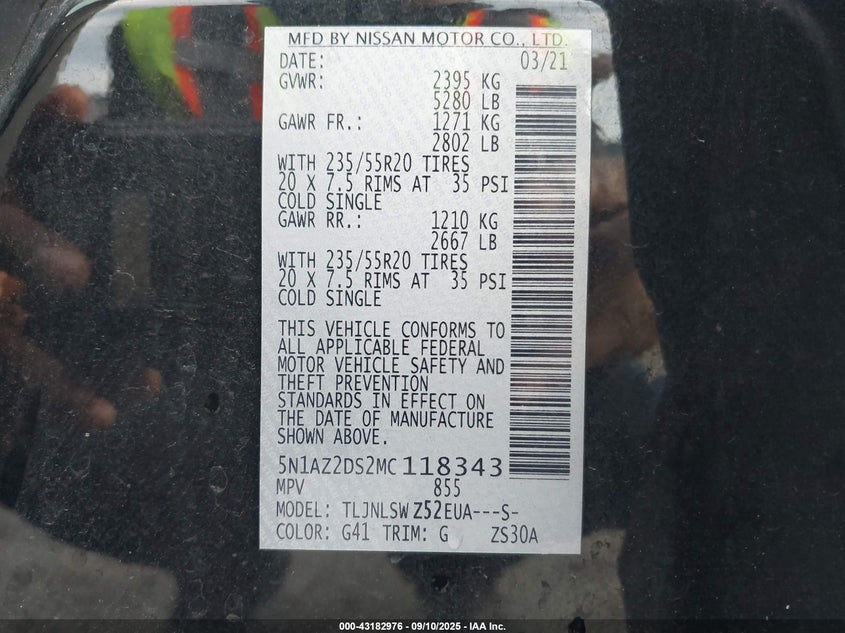 MFD BY NISSAN MOTOR CO., LTD.
DATE: 03/21
GVWR: 2395 KG
5280 LB
GAWR FR.: 1271 KG
2802 LB
WITH 235/55R20 TIRES
20 X 7.5 RIMS AT 35 PSI
COLD SINGLE
GAWR RR.: 1210 KG
2667 LB
WITH 235/55R20 TIRES
20 X 7.5 RIMS AT 35 PSI
COLD SINGLE
THIS VEHICLE CONFORMS TO
ALL APPLICABLE FEDERAL
MOTOR VEHICLE SAFETY AND
THEFT PREVENTION
STANDARDS IN EFFECT ON
THE DATE OF MANUFACTURE
SHOWN ABOVE.
5N1AZ2DS2MC118343
MPV 855
MODEL: TLJNLSWZ52EUA---S-
COLOR: G41 TRIM: G ZS30A
000-43182976 - 09/10/2025 - IAA Inc.